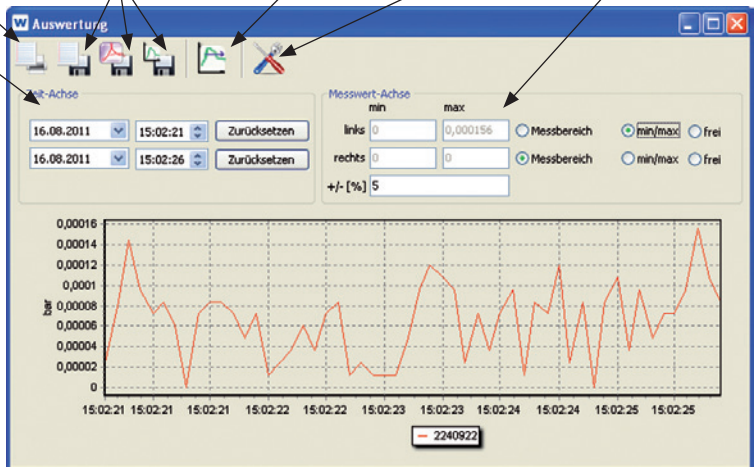 W Auswertung
Zeit-Achse
16.08.2011 15:02:21 Zurücksetzen
16.08.2011 15:02:26 Zurücksetzen
Messwert-Achse
min max
links 0 0,000156 Messbereich min/max frei
rechts 0 0 Messbereich min/max frei
+/- [%] 5
0,00016
0,00014
0,00012
0,0001
0,00008
0,00006
0,00004
0,00002
0
bar
15:02:21 15:02:21 15:02:21 15:02:22 15:02:22 15:02:23 15:02:23 15:02:24 15:02:24 15:02:25 15:02:25
2240922